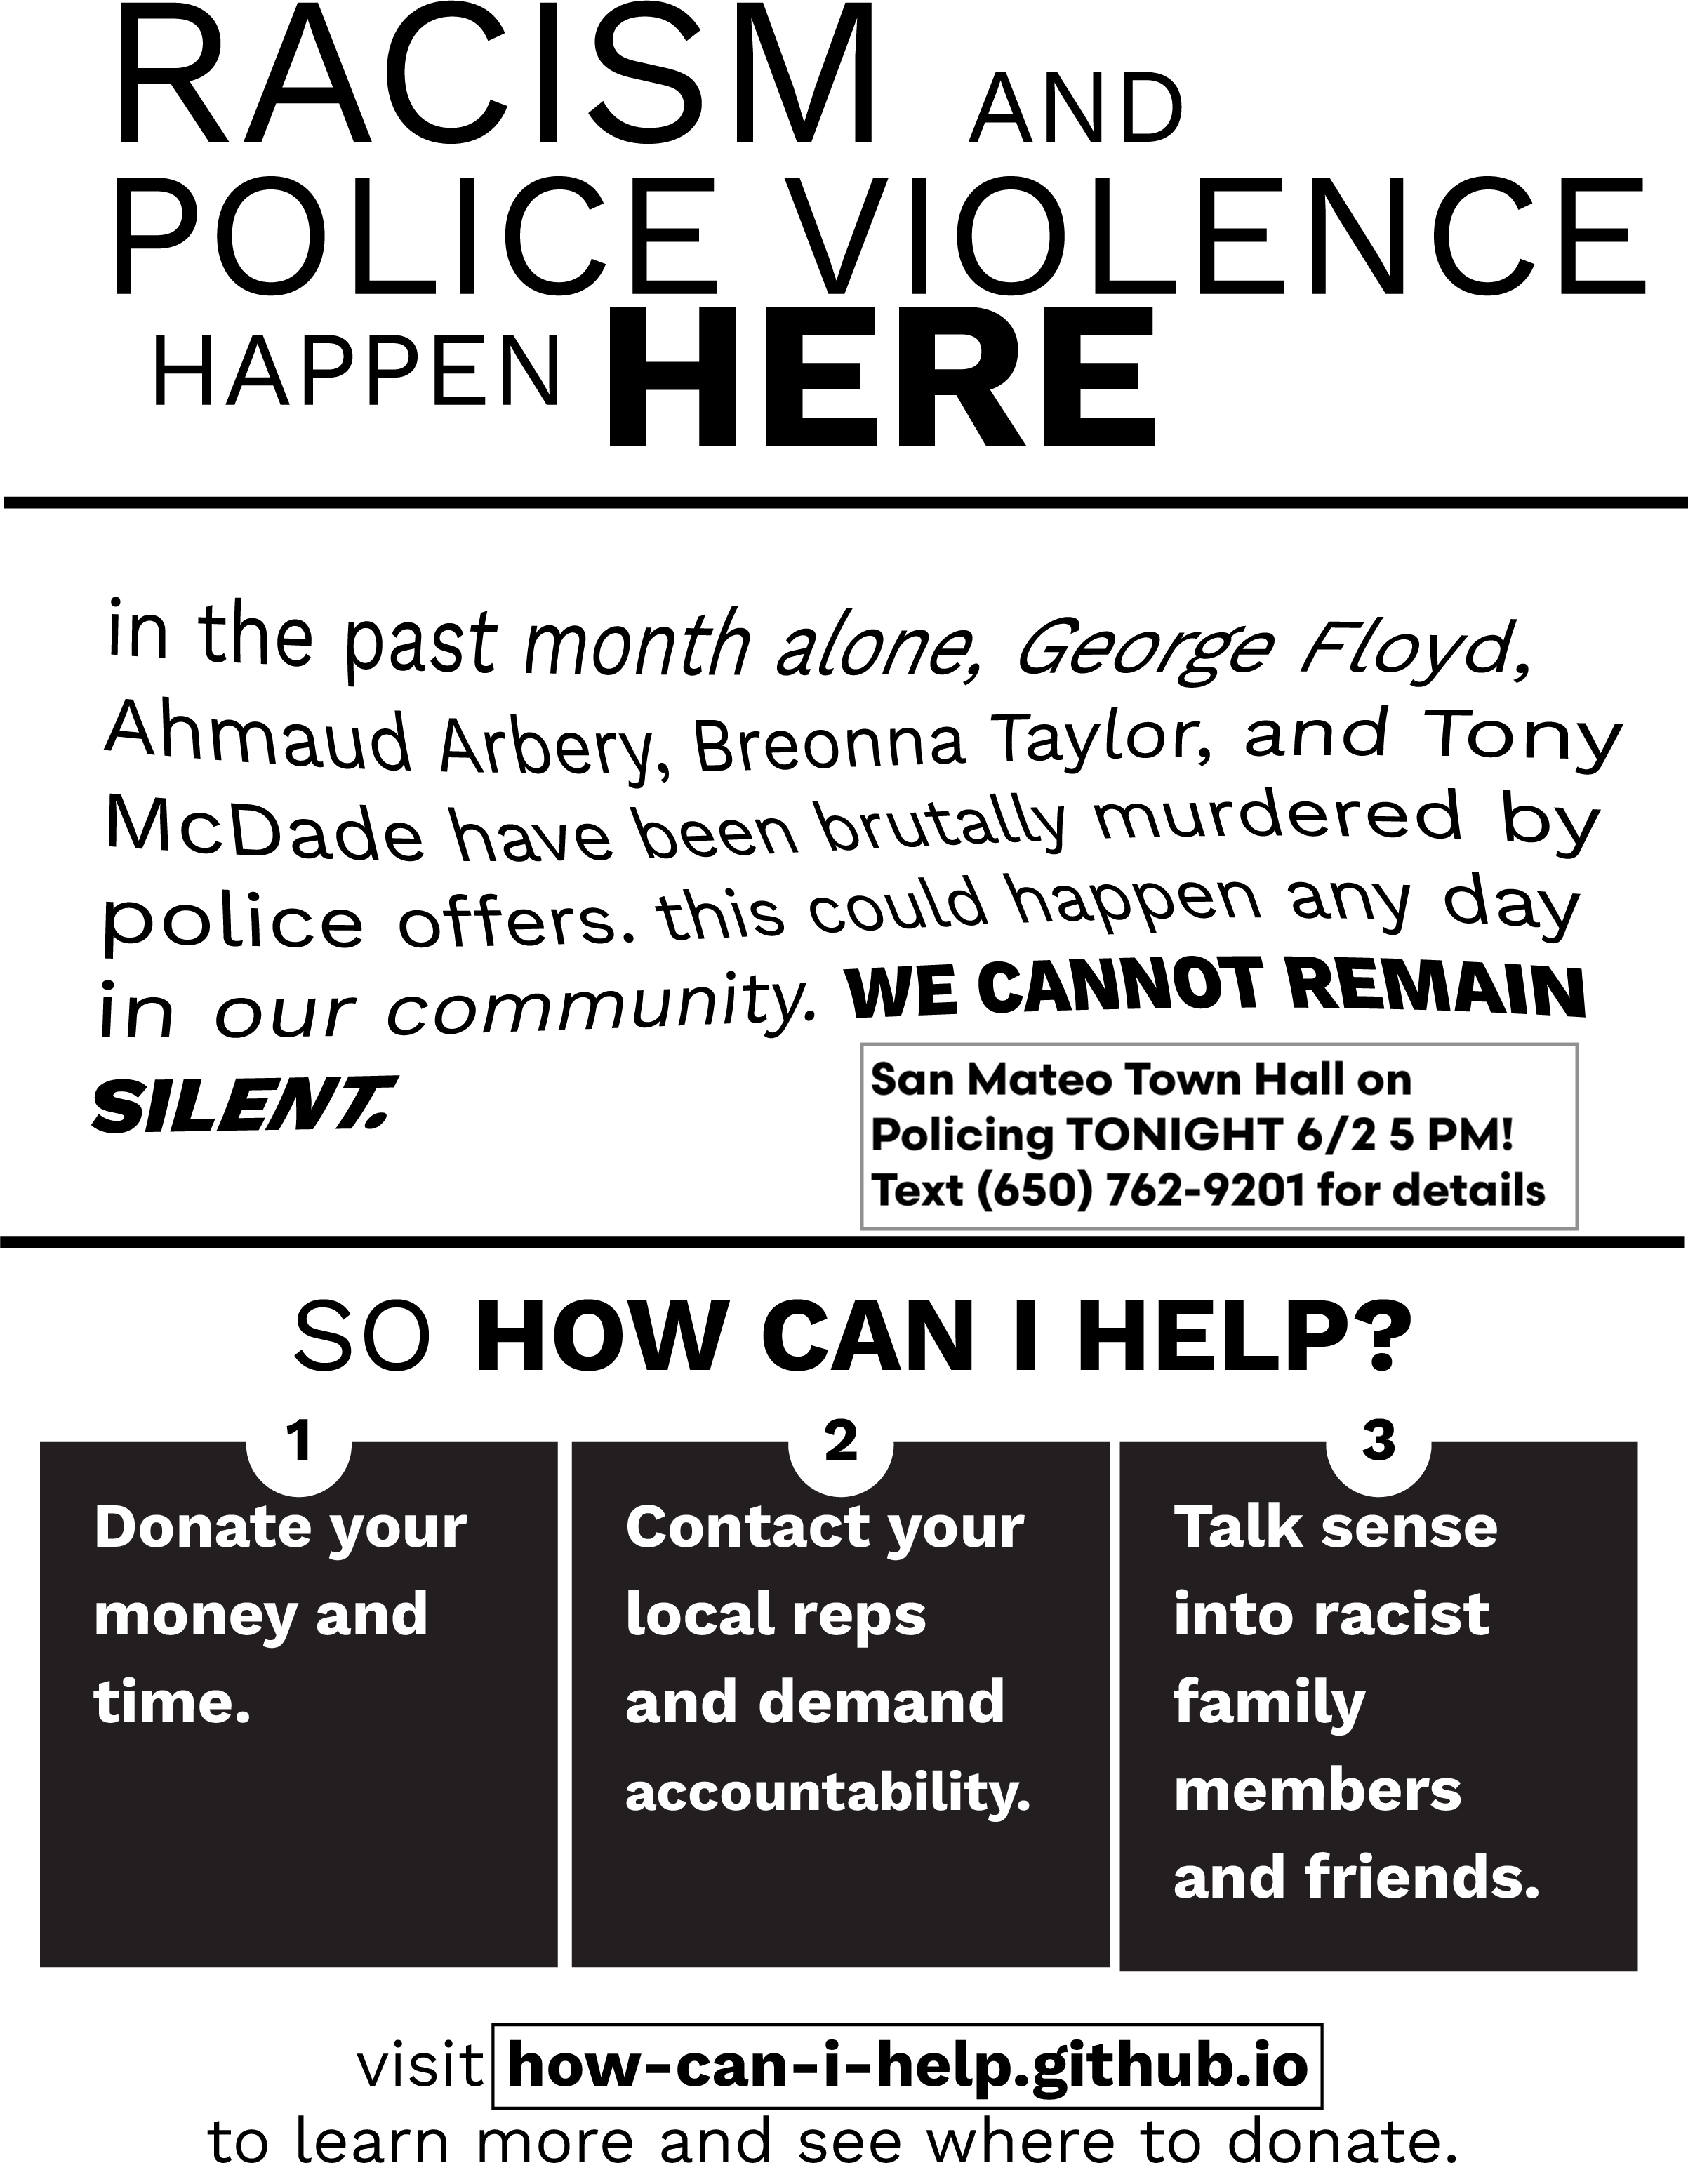 RACISM AND
POLICE VIOLENCE
HAPPEN HERE
in the past month alone, George Floyd,
Ahmaud Arbery, Breonna Taylor, and Tony
McDade have been brutally murdered by
police offers. this could happen any day
in our community. WE CANNOT REMAIN
SILENT.
San Mateo Town Hall on
Policing TONIGHT 6/2 5 PM!
Text (650) 762-9201 for details
SO HOW CAN I HELP?
1
Donate your
money and
time.
2
Contact your
local reps
and demand
accountability.
3
Talk sense
into racist
family
members
and friends.
visit how-can-i-help.github.io
to learn more and see where to donate.